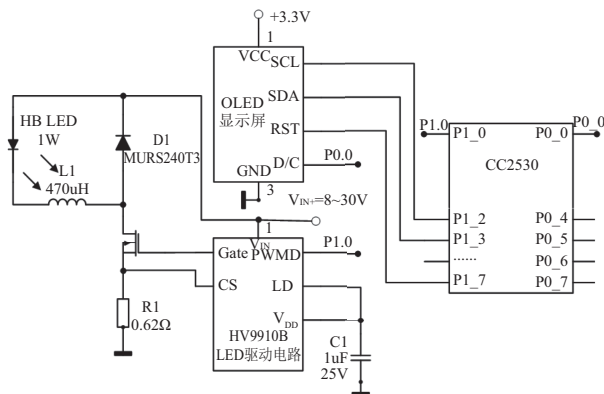 +3.3V
1
VCC
SCL
OLED
显示屏
SDA
RST
D/C
P0.0
GND
3
HB LED
1W
D1
MURS240T3
L1
470uH
V_IN+=8~30V
1
V_IN
Gate
PWMD
P1.0
CS
LD
V_DD
HV9910B
LED驱动电路
R1
0.62Ω
C1
1uF
25V
P1.0
P1_0
P0_0
P0_0
CC2530
P1_2
P0_4
P1_3
P0_5
......
P0_6
P1_7
P0_7